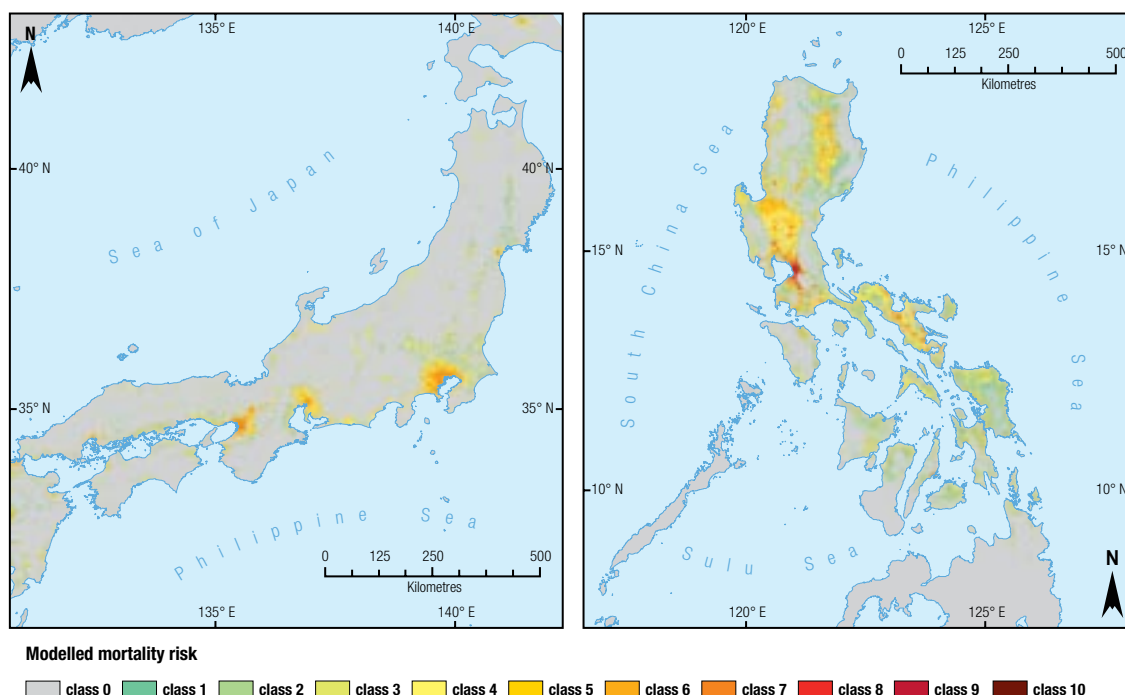 135° E
140° E
N
40° N
40° N
Sea of Japan
35° N
35° N
Philippine Sea
0 125 250 500
Kilometres
135° E
140° E
120° E
125° E
0 125 250 500
Kilometres
South China Sea
Philippine Sea
15° N
15° N
10° N
10° N
Sulu Sea
N
120° E
125° E
Modelled mortality risk
class 0 class 1 class 2 class 3 class 4 class 5 class 6 class 7 class 8 class 9 class 10